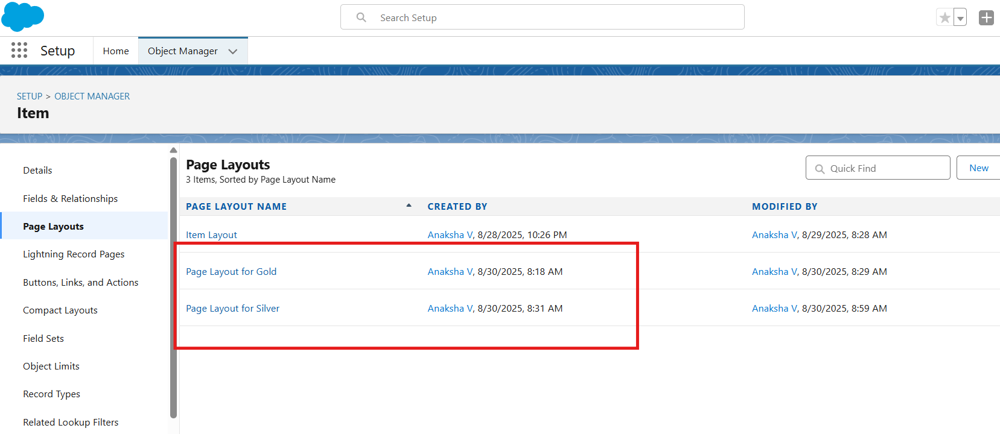 Search Setup
Setup
Home
Object Manager
SETUP > OBJECT MANAGER
Item
Details
Fields & Relationships
Page Layouts
Lightning Record Pages
Buttons, Links, and Actions
Compact Layouts
Field Sets
Object Limits
Record Types
Related Lookup Filters
Page Layouts
3 Items, Sorted by Page Layout Name
Quick Find
New
PAGE LAYOUT NAME CREATED BY MODIFIED BY
Item Layout Anaksha V, 8/28/2025, 10:26 PM Anaksha V, 8/29/2025, 8:28 AM
Page Layout for Gold Anaksha V, 8/30/2025, 8:18 AM Anaksha V, 8/30/2025, 8:29 AM
Page Layout for Silver Anaksha V, 8/30/2025, 8:31 AM Anaksha V, 8/30/2025, 8:59 AM